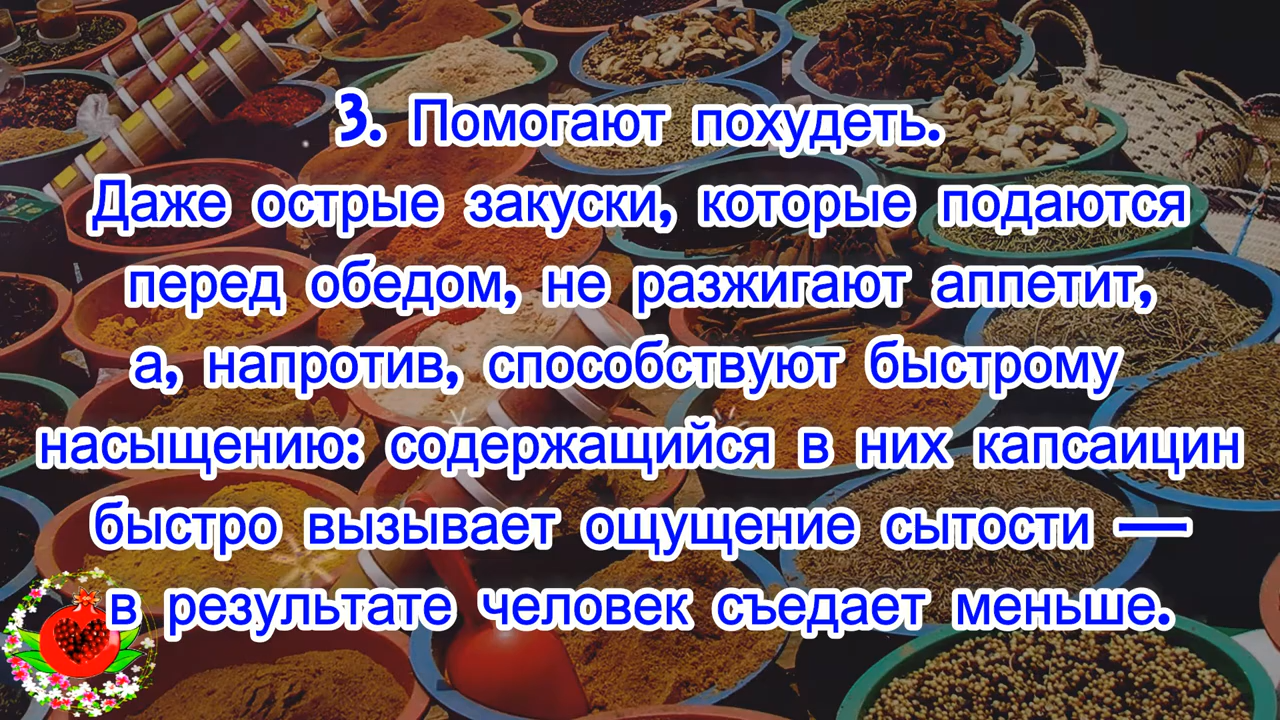 3. Помогают похудеть.
Даже острые закуски, которые подаются
перед обедом, не разжигают аппетит,
а, напротив, способствуют быстрому
насыщению: содержащийся в них капсаицин
быстро вызывает ощущение сытости —
в результате человек съедает меньше.